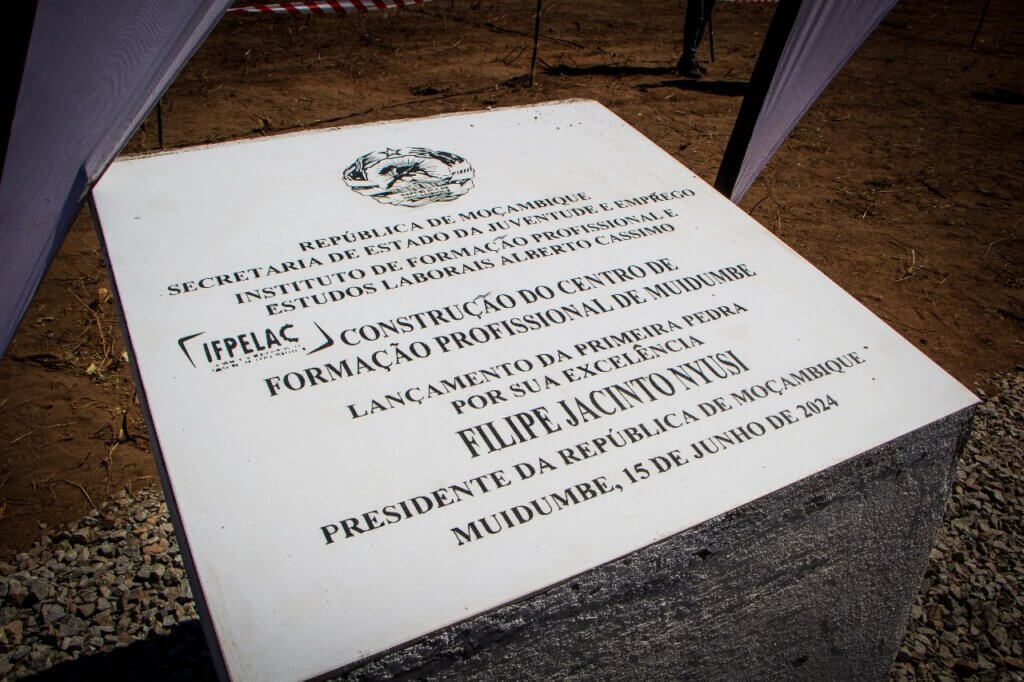 REPÚBLICA DE MOÇAMBIQUE
SECRETARIA DE ESTADO DA JUVENTUDE E EMPREGO
INSTITUTO DE FORMAÇÃO PROFISSIONAL E
ESTUDOS LABORAIS ALBERTO CASSIMO
IFPELAC
CONSTRUÇÃO DO CENTRO DE
FORMAÇÃO PROFISSIONAL DE MUIDUMBE
LANÇAMENTO DA PRIMEIRA PEDRA
POR SUA EXCELÊNCIA
FILIPE JACINTO NYUSI
PRESIDENTE DA REPÚBLICA DE MOÇAMBIQUE
MUIDUMBE, 15 DE JUNHO DE 2024